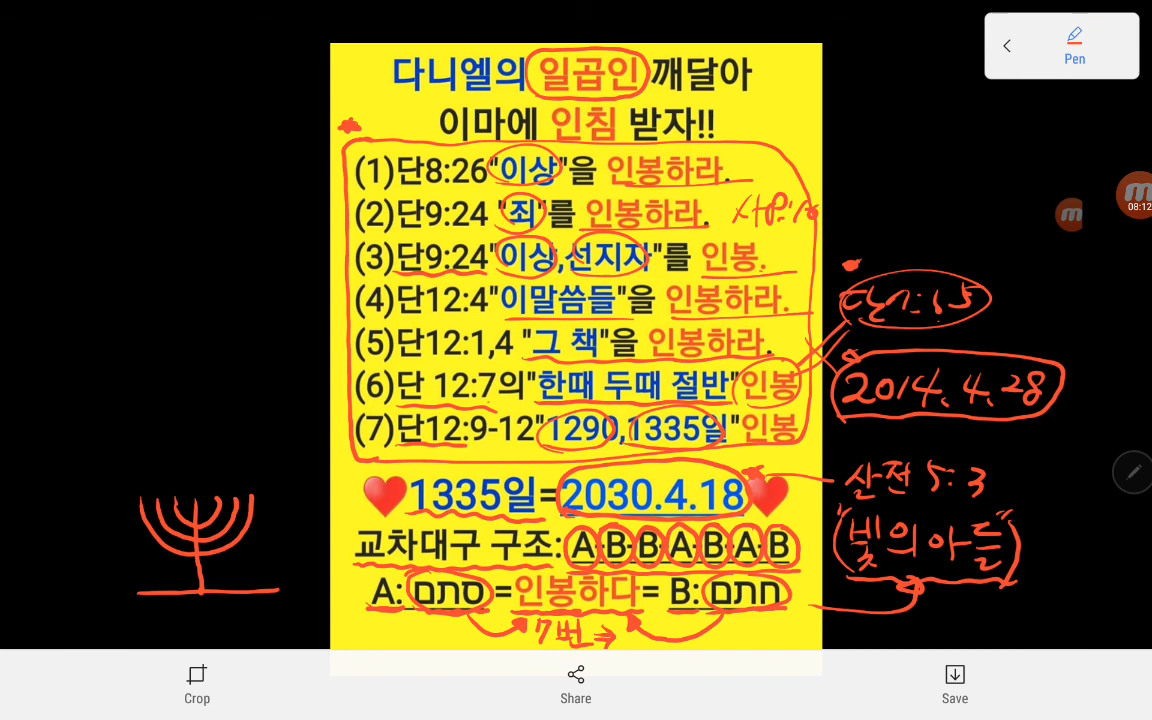 Pen
다니엘의 일곱인 깨달아
이마에 인침 받자!!
(1)단8:26"이상"을 인봉하라.
(2)단9:24 "죄"를 인봉하라.
(3)단9:24"이상,선지자"를 인봉.
(4)단12:4"이말씀들"을 인봉하라.
(5)단12:1,4 "그 책"을 인봉하라.
(6)단 12:7의"한때 두때 절반"인봉
(7)단12:9-12"1290,1335일"인봉
2014.4.28
♥1335일=2030.4.18♥
살전 5:3
교차대구 구조: A-B-B-A-B-A-B
"빛의 아들"
A: סתם =인봉하다= B: חתם
7번
08:12
Crop
Share
Save